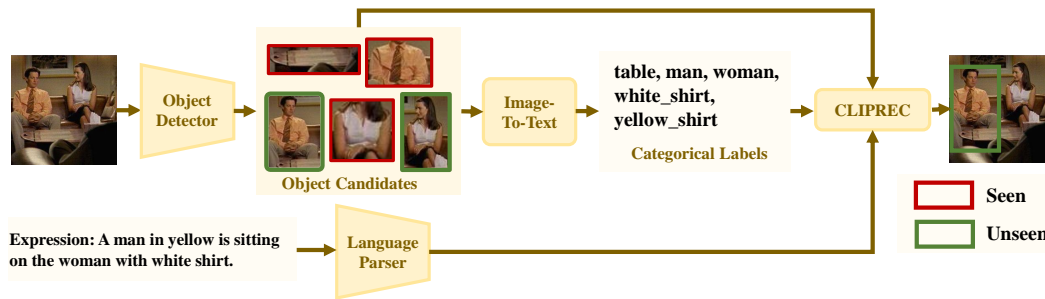 Object
Detector
Object Candidates
Image-
To-Text
table, man, woman,
white_shirt,
yellow_shirt
Categorical Labels
CLIPREC
Seen
Unseen
Expression: A man in yellow is sitting
on the woman with white shirt.
Language
Parser